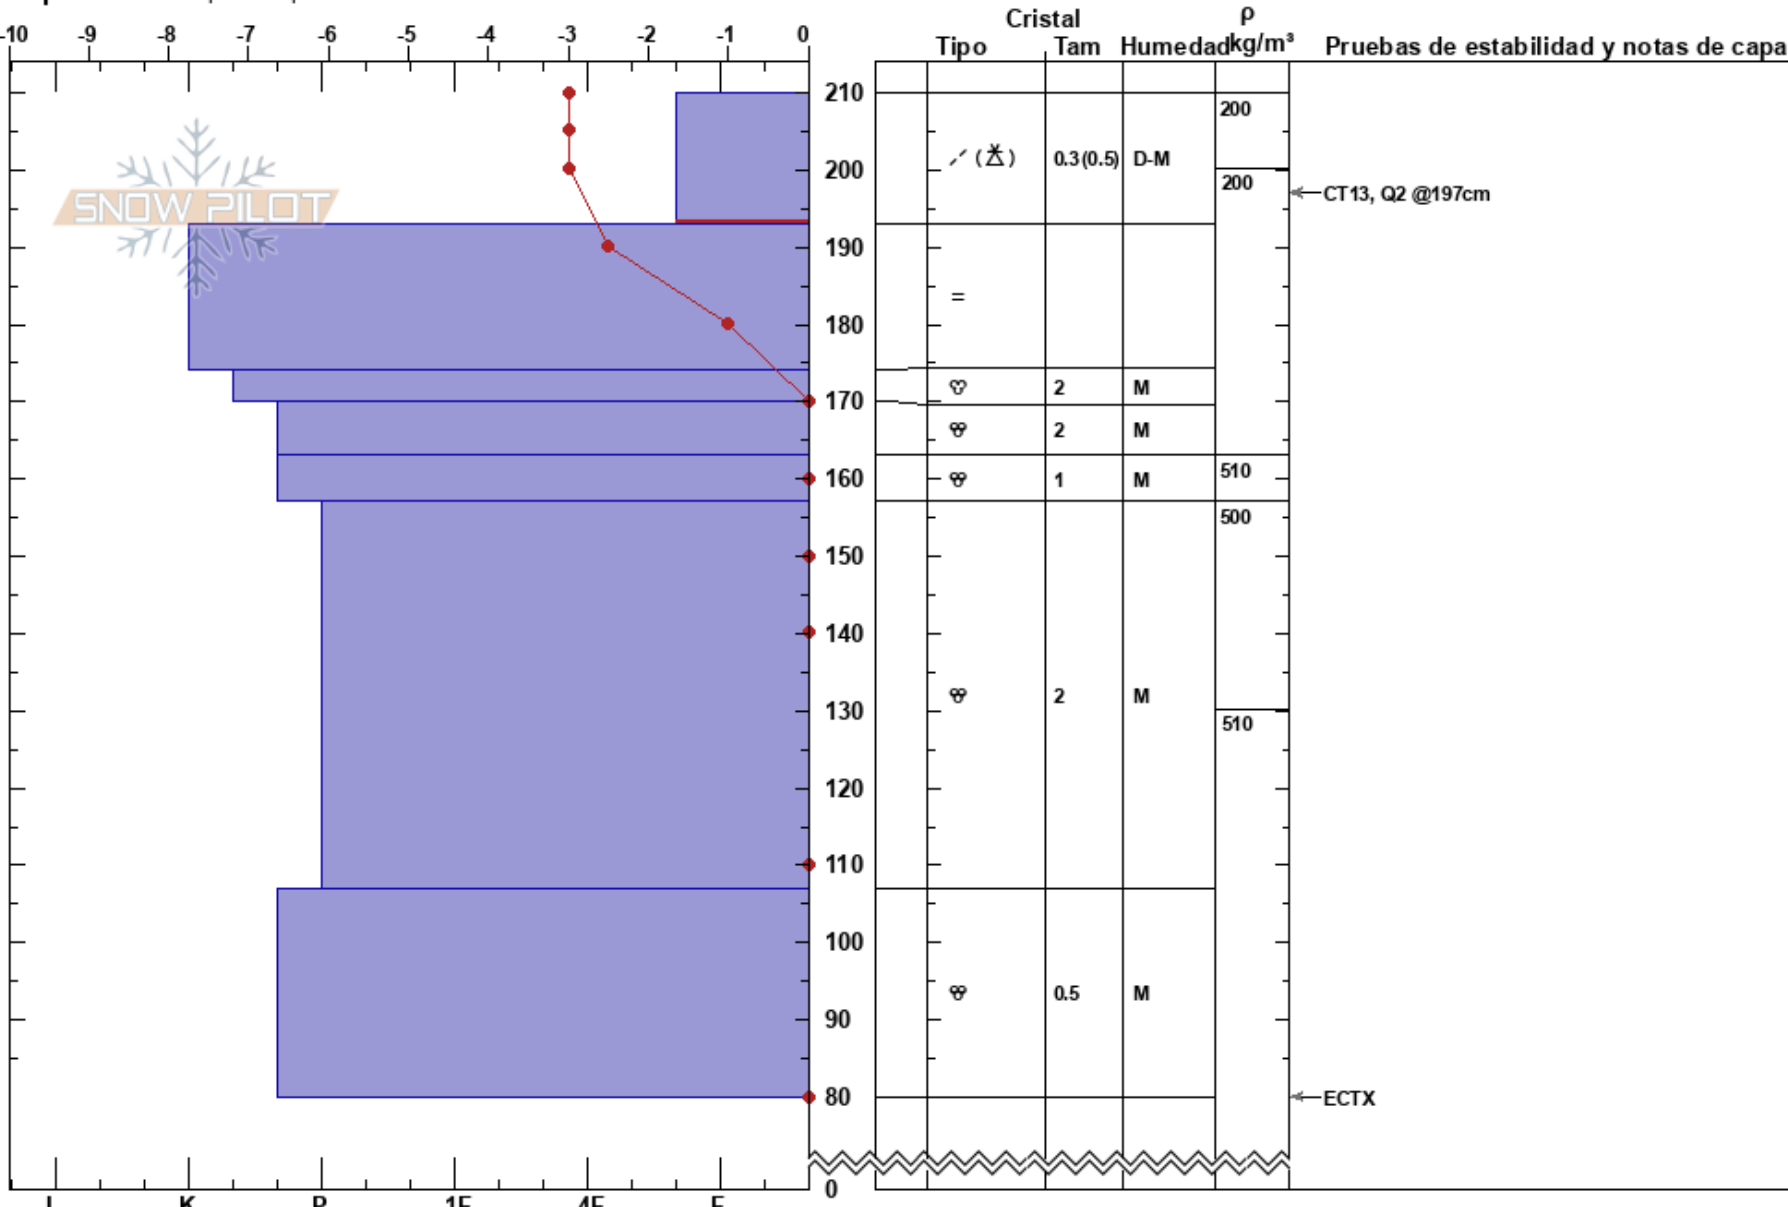 -10 -9 -8 -7 -6 -5 -4 -3 -2 -1 0
Cristal
Tipo Tam Humedad
ρ
kg/m³
Pruebas de estabilidad y notas de capa
SNOW PILOT
210
200
190
180
170
160
150
140
130
120
110
100
90
80
0
0.3(0.5) D-M
=
2 M
2 M
1 M
2 M
0.5 M
200
200
510
500
510
CT13, Q2 @197cm
ECTX
I K P 1F 4F F